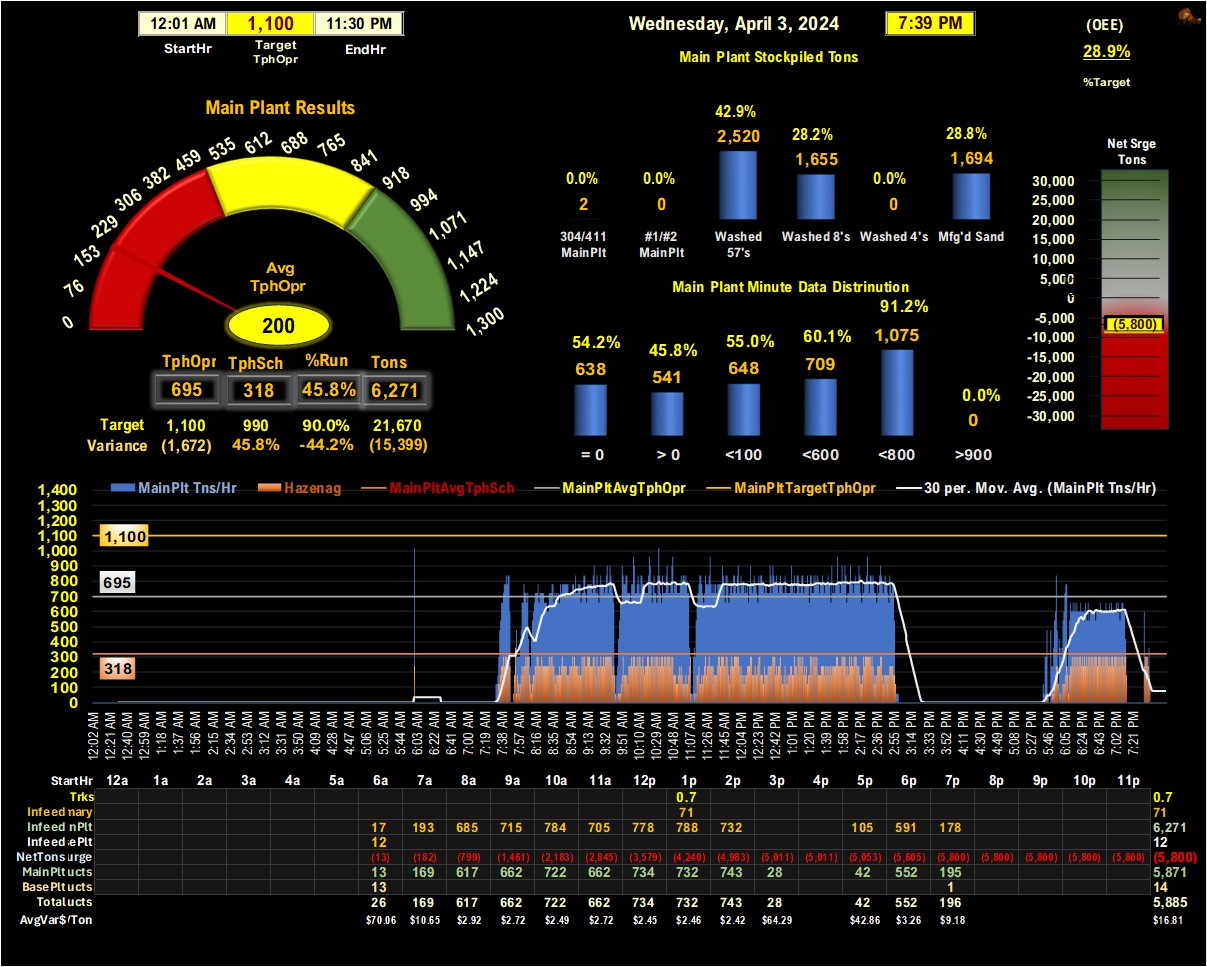 12:01 AM 1,100 11:30 PM
StartHr Target TphOpr EndHr
Wednesday, April 3, 2024 7:39 PM
(OEE)
28.9%
%Target
Main Plant Stockpiled Tons
Main Plant Results
0 76 153 229 306 382 459 535 612 688 765 841 918 994 1,071 1,147 1,224 1,300
Avg
TphOpr
200
TphOpr TphSch %Run Tons
695 318 45.8% 6,271
Target 1,100 990 90.0% 21,670
Variance (1,672) 45.8% -44.2% (15,399)
0.0% 0.0% 42.9% 28.2% 0.0% 28.8%
2 0 2,520 1,655 0 1,694
304/411 #1/#2 Washed Washed 8's Washed 4's Mfg'd Sand
MainPlt MainPlt 57's
Main Plant Minute Data Distrinution
54.2% 45.8% 55.0% 60.1% 91.2% 0.0%
638 541 648 709 1,075 0
= 0 > 0 <100 <600 <800 >900
Net Srge
Tons
30,000
25,000
20,000
15,000
10,000
5,000
0
-5,000
(5,800)
-10,000
-15,000
-20,000
-25,000
-30,000
MainPlt Tns/Hr Hazenag MainPltAvgTphSch MainPltAvgTphOpr MainPltTargetTphOpr 30 per. Mov. Avg. (MainPlt Tns/Hr)
1,400
1,300
1,200
1,100
1,000
900
800
700
600
500
400
300
200
100
0
1,100
695
318
12:02 AM 12:21 AM 12:40 AM 12:59 AM 1:18 AM 1:37 AM 1:56 AM 2:15 AM 2:34 AM 2:53 AM 3:12 AM 3:31 AM 3:50 AM 4:09 AM 4:28 AM 4:47 AM 5:06 AM 5:25 AM 5:44 AM 6:03 AM 6:22 AM 6:41 AM 7:00 AM 7:19 AM 7:38 AM 7:57 AM 8:16 AM 8:35 AM 8:54 AM 9:13 AM 9:32 AM 9:51 AM 10:10 AM 10:29 AM 10:48 AM 11:07 AM 11:26 AM 11:45 AM 12:04 PM 12:23 PM 12:42 PM 1:01 PM 1:20 PM 1:39 PM 1:58 PM 2:17 PM 2:36 PM 2:55 PM 3:14 PM 3:33 PM 3:52 PM 4:11 PM 4:30 PM 4:49 PM 5:08 PM 5:27 PM 5:46 PM 6:05 PM 6:24 PM 6:43 PM 7:02 PM 7:21 PM
StartHr 12a 1a 2a 3a 4a 5a 6a 7a 8a 9a 10a 11a 12p 1p 2p 3p 4p 5p 6p 7p 8p 9p 10p 11p
Trks 0.7 0.7
Infeed mary 71 71
Infeed nPlt 17 193 685 715 784 705 778 788 732 105 591 178 6,271
Infeed ePlt 12 12
NetTonsurge (13) (182) (799) (1,461) (2,183) (2,845) (3,579) (4,240) (4,983) (5,011) (5,011) (5,053) (5,605) (5,800) (5,800) (5,800) (5,800) (5,800) (5,800)
MainPlt ucts 13 169 617 662 722 662 734 732 743 28 42 552 195 5,871
BasePlt ucts 13 1 14
Total ucts 26 169 617 662 722 662 734 732 743 28 42 552 196 5,885
AvgVar$/Ton $70.06 $10.65 $2.92 $2.72 $2.49 $2.72 $2.45 $2.46 $2.42 $64.29 $42.86 $3.26 $9.18 $16.81